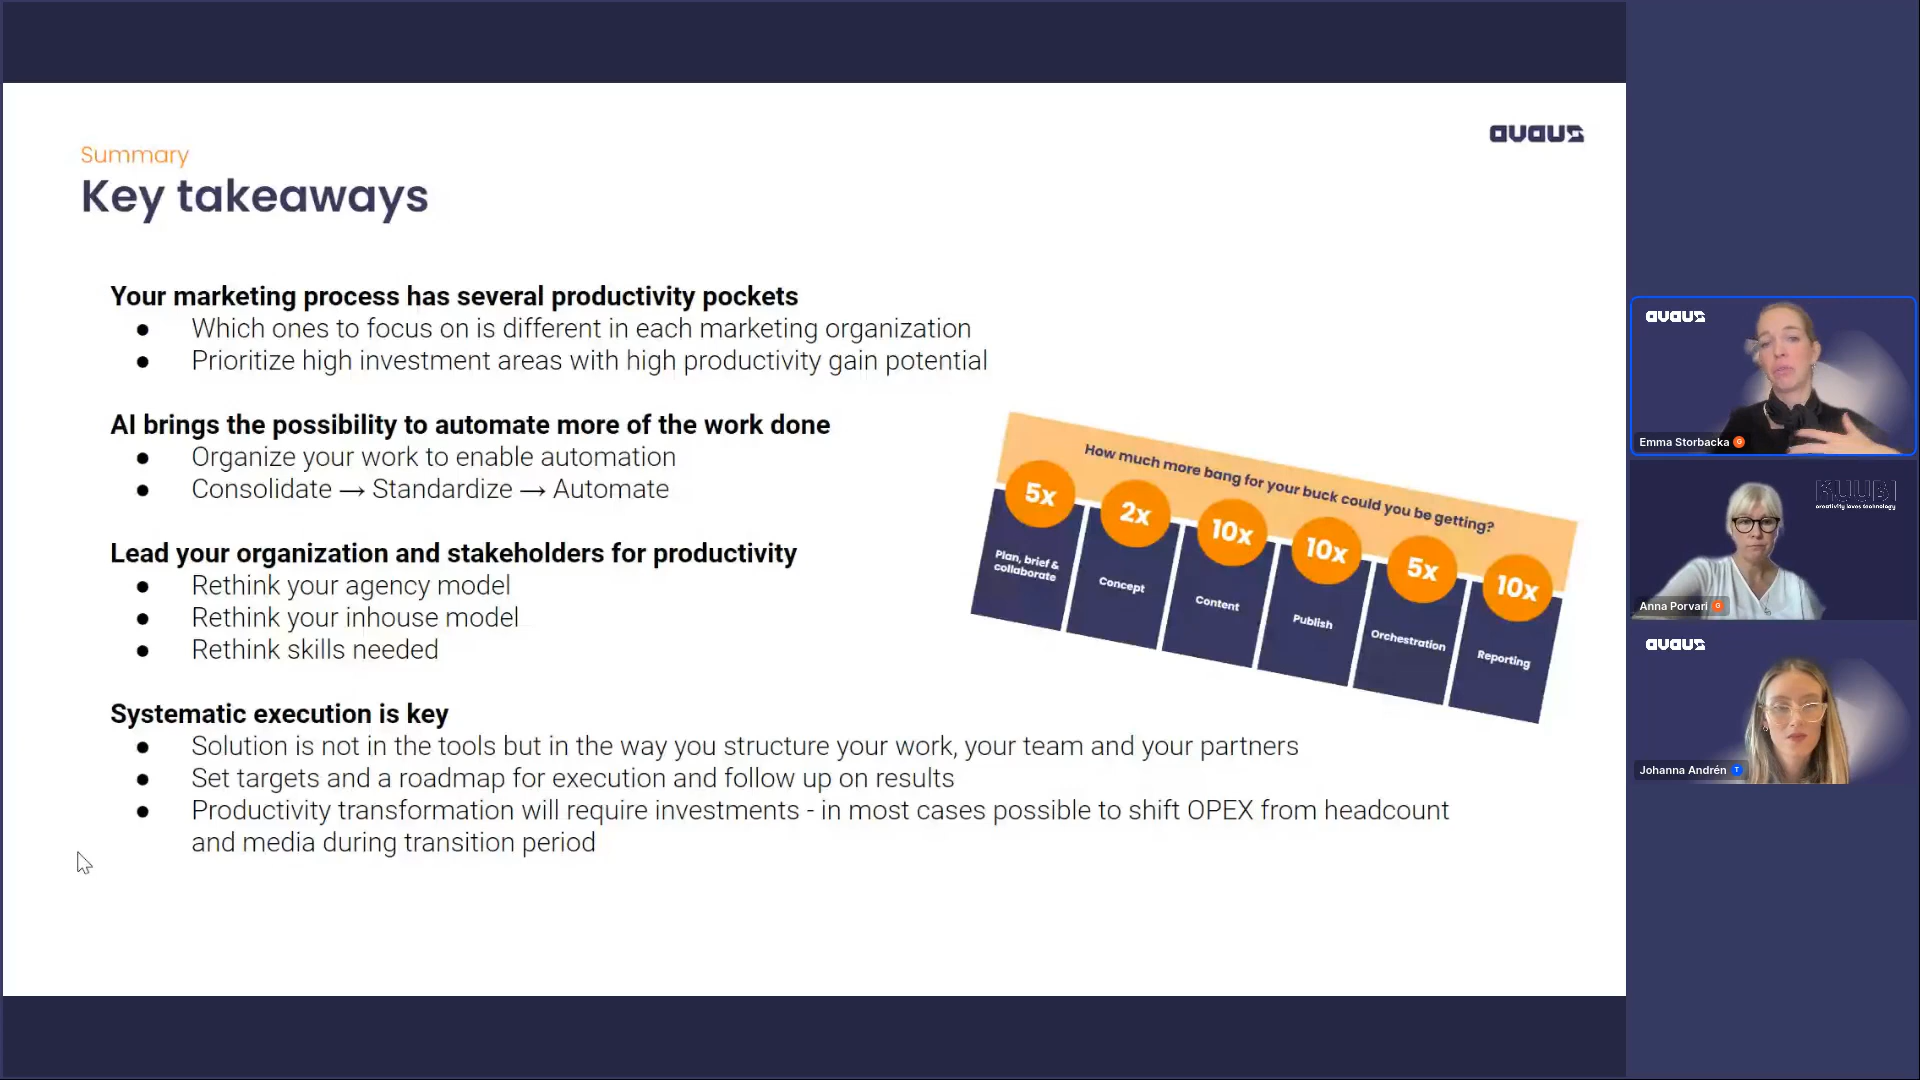 avaus
Summary
Key takeaways
Your marketing process has several productivity pockets
● Which ones to focus on is different in each marketing organization
● Prioritize high investment areas with high productivity gain potential
AI brings the possibility to automate more of the work done
● Organize your work to enable automation
● Consolidate → Standardize → Automate
Lead your organization and stakeholders for productivity
● Rethink your agency model
● Rethink your inhouse model
● Rethink skills needed
Systematic execution is key
● Solution is not in the tools but in the way you structure your work, your team and your partners
● Set targets and a roadmap for execution and follow up on results
● Productivity transformation will require investments - in most cases possible to shift OPEX from headcount
and media during transition period
How much more bang for your buck could you be getting?
5x
Plan, brief &
collaborate
2x
Concept
10x
Content
10x
Publish
5x
Orchestration
10x
Reporting
avaus
Emma Storbacka G
KUUBI
creativity loves technology
Anna Porvari G
avaus
Johanna Andrén T